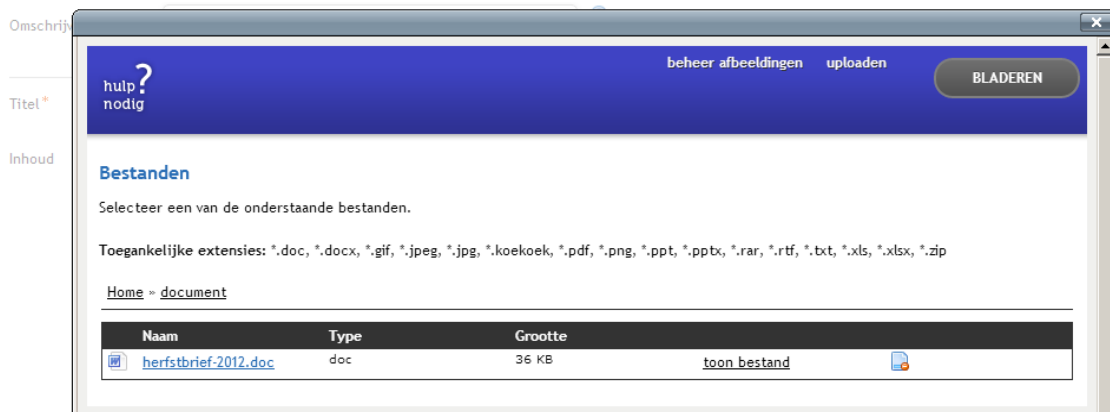 Omschrijv
hulp?
nodig
beheer afbeeldingen uploaden BLADEREN
Titel *
Inhoud
Bestanden
Selecteer een van de onderstaande bestanden.
Toegankelijke extensies: *.doc, *.docx, *.gif, *.jpeg, *.jpg, *.koekoek, *.pdf, *.png, *.ppt, *.pptx, *.rar, *.rtf, *.txt, *.xls, *.xlsx, *.zip
Home » document
Naam Type Grootte
herfstbrief-2012.doc doc 36 KB toon bestand